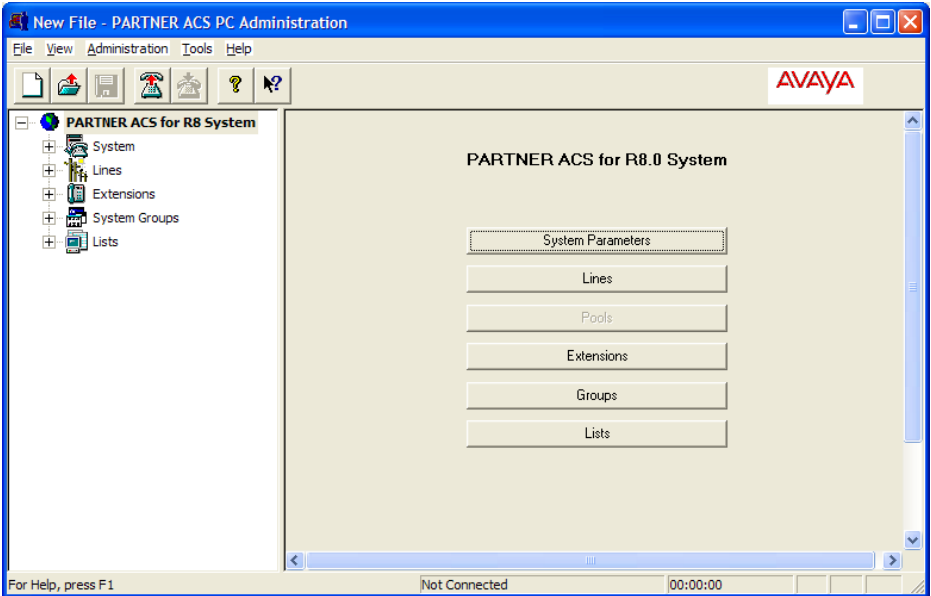 New File - PARTNER ACS PC Administration
File View Administration Tools Help
AVAYA
PARTNER ACS for R8 System
System
Lines
Extensions
System Groups
Lists
PARTNER ACS for R8.0 System
System Parameters
Lines
Pools
Extensions
Groups
Lists
For Help, press F1
Not Connected
00:00:00